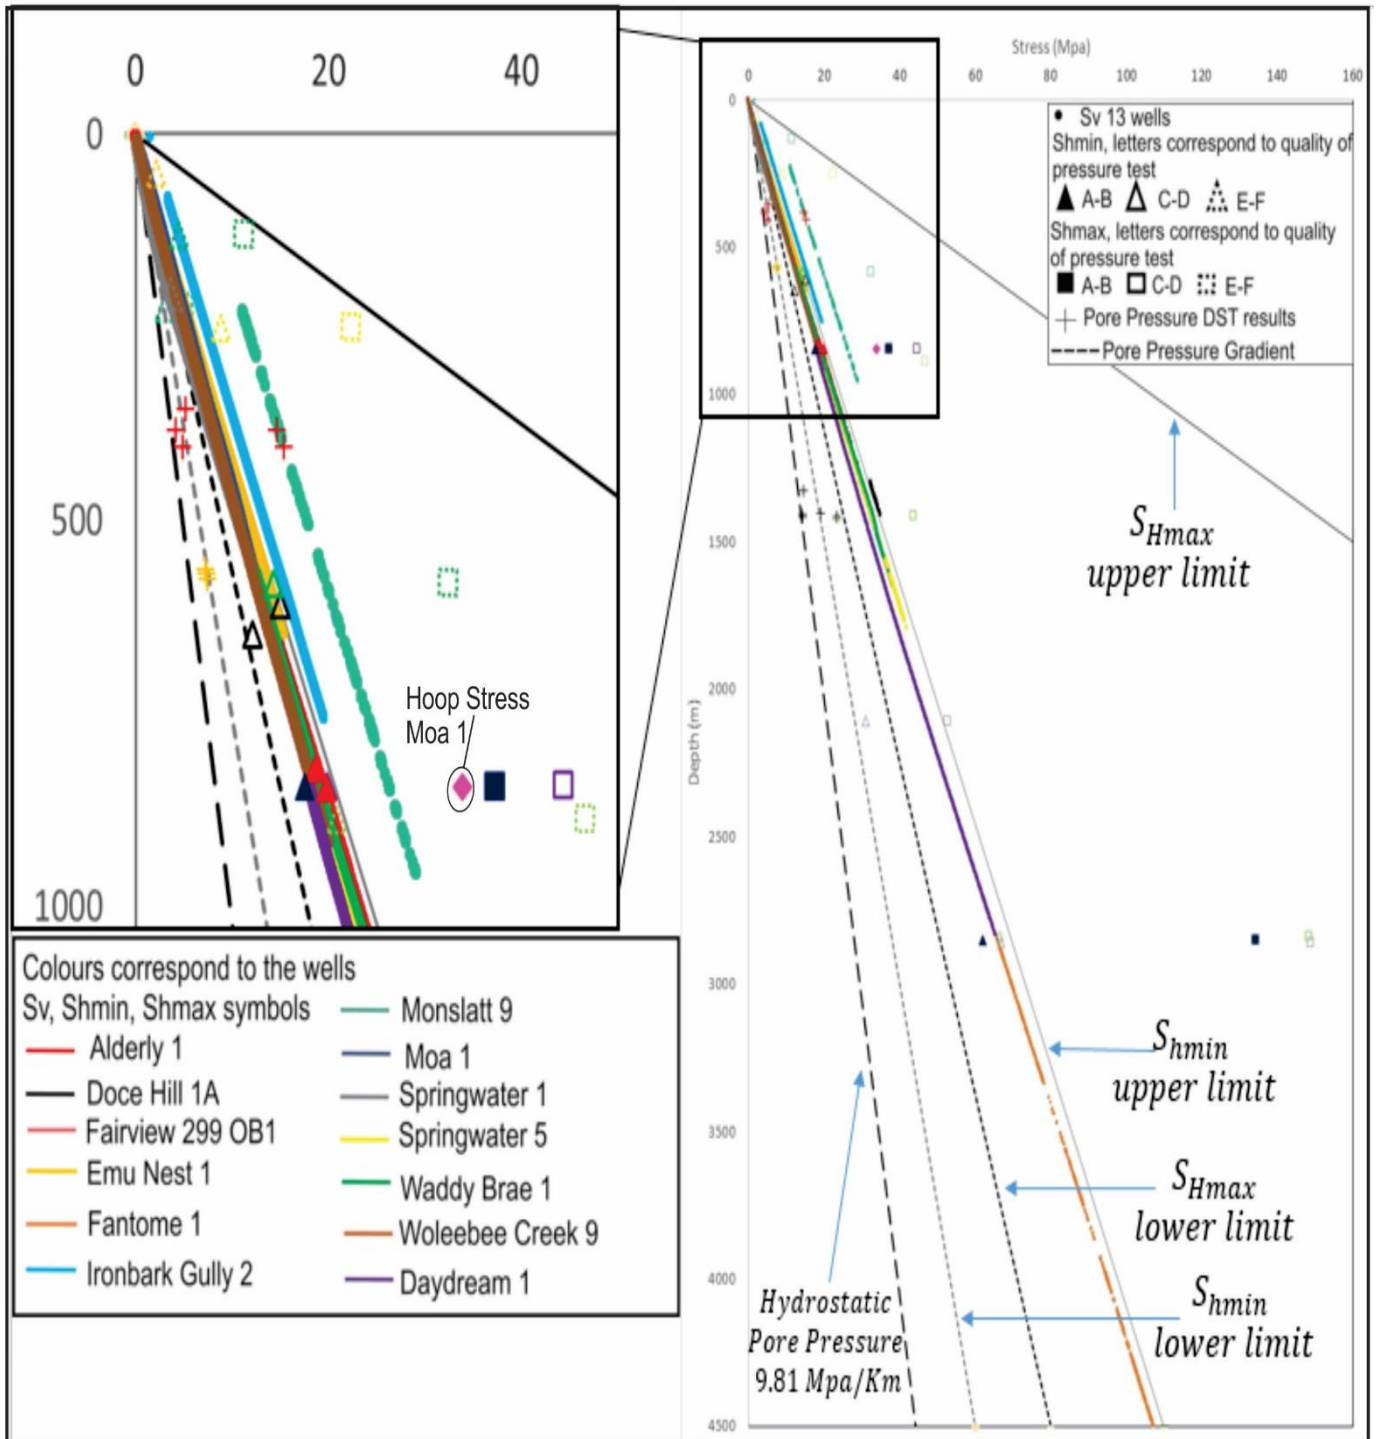 0 20 40
0
500
1000
Hoop Stress
Moa 1
Stress (Mpa)
0 20 40 60 80 100 120 140 160
0
500
1000
1500
2000
2500
3000
3500
4000
4500
Depth (m)
Sv 13 wells
Shmin, letters correspond to quality of
pressure test
A-B C-D E-F
Shmax, letters correspond to quality
of pressure test
A-B C-D E-F
Pore Pressure DST results
Pore Pressure Gradient
S_Hmax
upper limit
S_hmin
upper limit
S_Hmax
lower limit
S_hmin
lower limit
Hydrostatic
Pore Pressure
9.81 Mpa/Km
Colours correspond to the wells
Sv, Shmin, Shmax symbols
Alderly 1
Doce Hill 1A
Fairview 299 OB1
Emu Nest 1
Fantome 1
Ironbark Gully 2
Monslatt 9
Moa 1
Springwater 1
Springwater 5
Waddy Brae 1
Woleebee Creek 9
Daydream 1